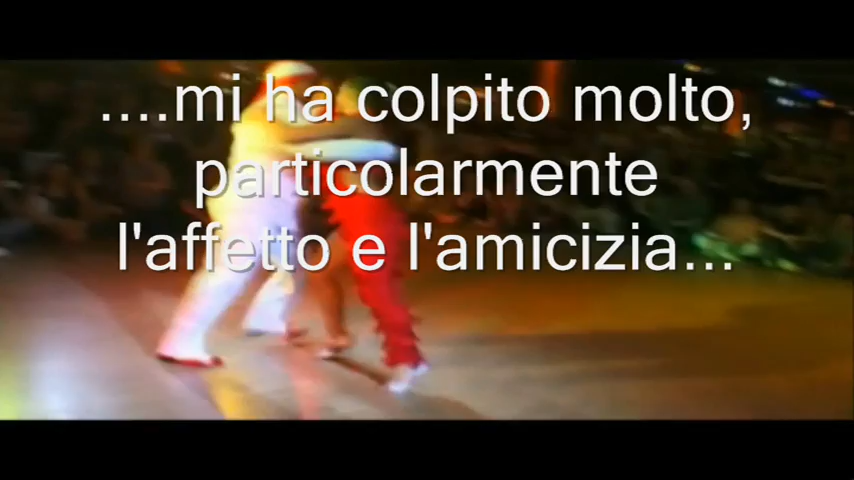 ....mi ha colpito molto,
particolarmente
l'affetto e l'amicizia...